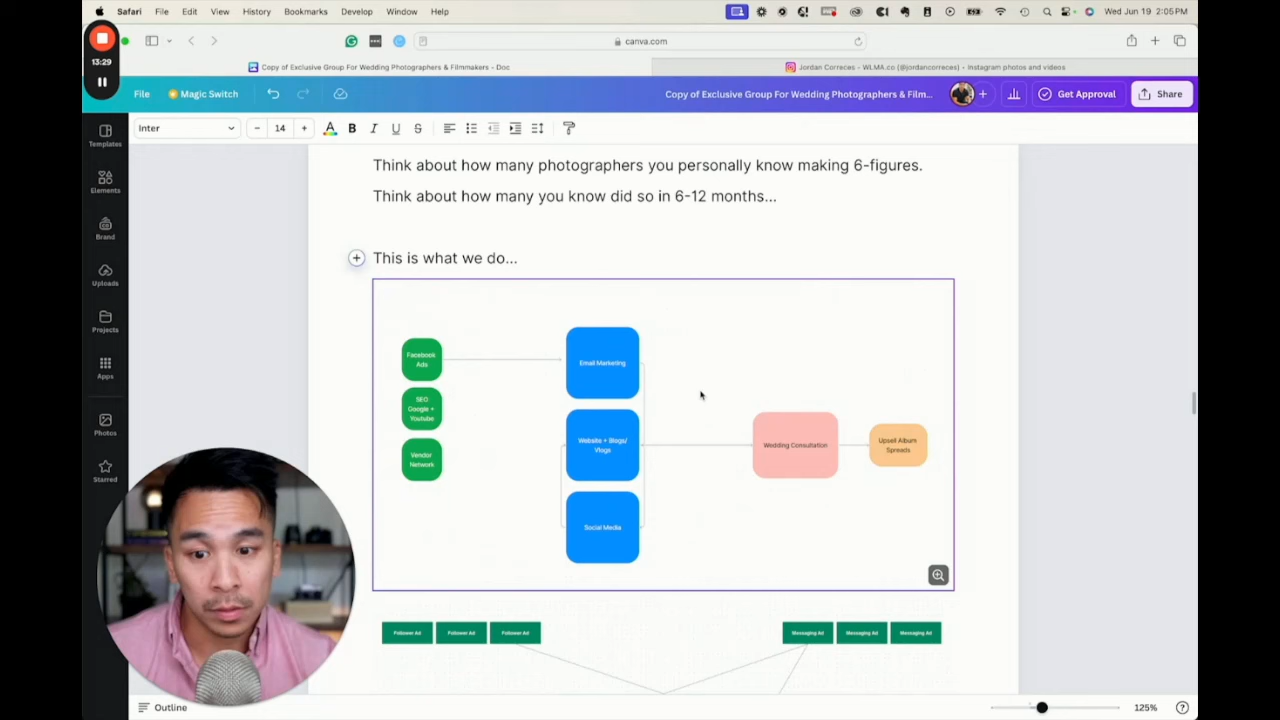 Safari File Edit View History Bookmarks Develop Window Help
Wed Jun 19 2:05 PM
13:29
canva.com
Copy of Exclusive Group For Wedding Photographers & Filmmakers - Doc
Jordan Correces - WLMA.co (@jordancorreces) • Instagram photos and videos
File
Magic Switch
Copy of Exclusive Group For Wedding Photographers & Film...
Get Approval
Share
Inter
– 14 +
A B I U S
Templates
Elements
Brand
Uploads
Projects
Apps
Photos
Starred
Think about how many photographers you personally know making 6-figures.
Think about how many you know did so in 6-12 months...
This is what we do...
Facebook
Ads
SEO
Google +
Youtube
Vendor
Network
Email Marketing
Website + Blogs/
Vlogs
Social Media
Wedding Consultation
Upsell Album
Spreads
Follower Ad Follower Ad Follower Ad
Messaging Ad Messaging Ad Messaging Ad
Outline
125%